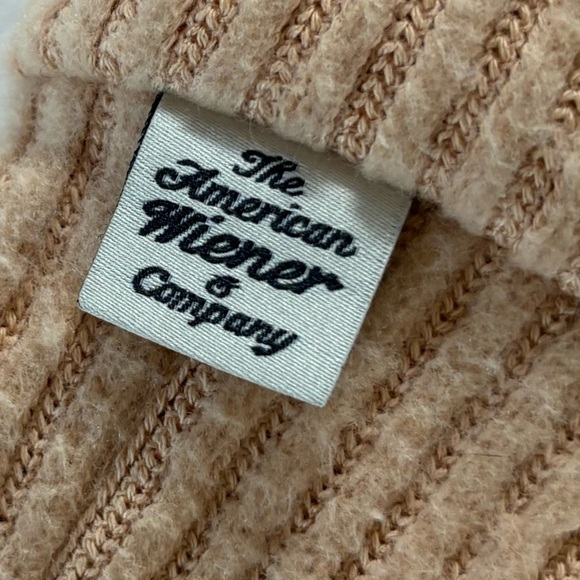 The
American
Wiener
&
Company